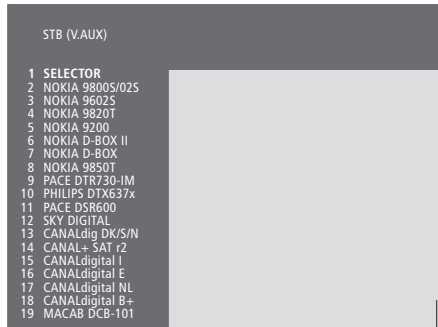 STB (V.AUX)
1 SELECTOR
2 NOKIA 9800S/02S
3 NOKIA 9602S
4 NOKIA 9820T
5 NOKIA 9200
6 NOKIA D-BOX II
7 NOKIA D-BOX
8 NOKIA 9850T
9 PACE DTR730-IM
10 PHILIPS DTX637x
11 PACE DSR600
12 SKY DIGITAL
13 CANALdig DK/S/N
14 CANAL+ SAT r2
15 CANALdigital I
16 CANALdigital E
17 CANALdigital NL
18 CANALdigital B+
19 MACAB DCB-101